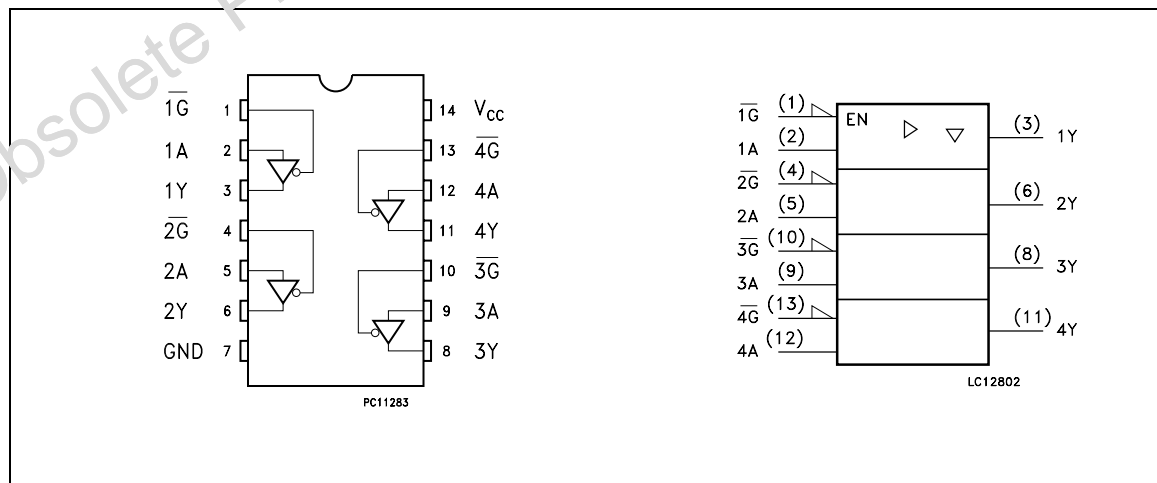 Obsolete P
1G̅ 1 14 VCC
1A 2 13 4G̅
1Y 3 12 4A
2G̅ 4 11 4Y
2A 5 10 3G̅
2Y 6 9 3A
GND 7 8 3Y
PC11283
1G̅ (1) EN (3) 1Y
1A (2)
2G̅ (4) (6) 2Y
2A (5)
3G̅ (10) (8) 3Y
3A (9)
4G̅ (13) (11) 4Y
4A (12)
LC12802